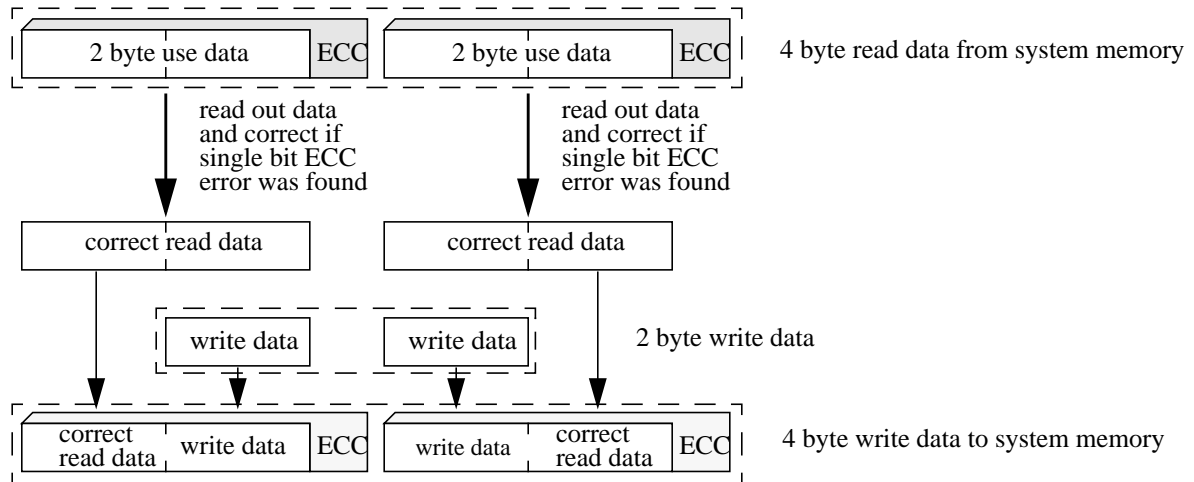 2 byte use data ECC 2 byte use data ECC 4 byte read data from system memory
read out data
and correct if
single bit ECC
error was found
read out data
and correct if
single bit ECC
error was found
correct read data correct read data
write data write data 2 byte write data
correct
read data
write data ECC
write data
correct
read data
ECC
4 byte write data to system memory